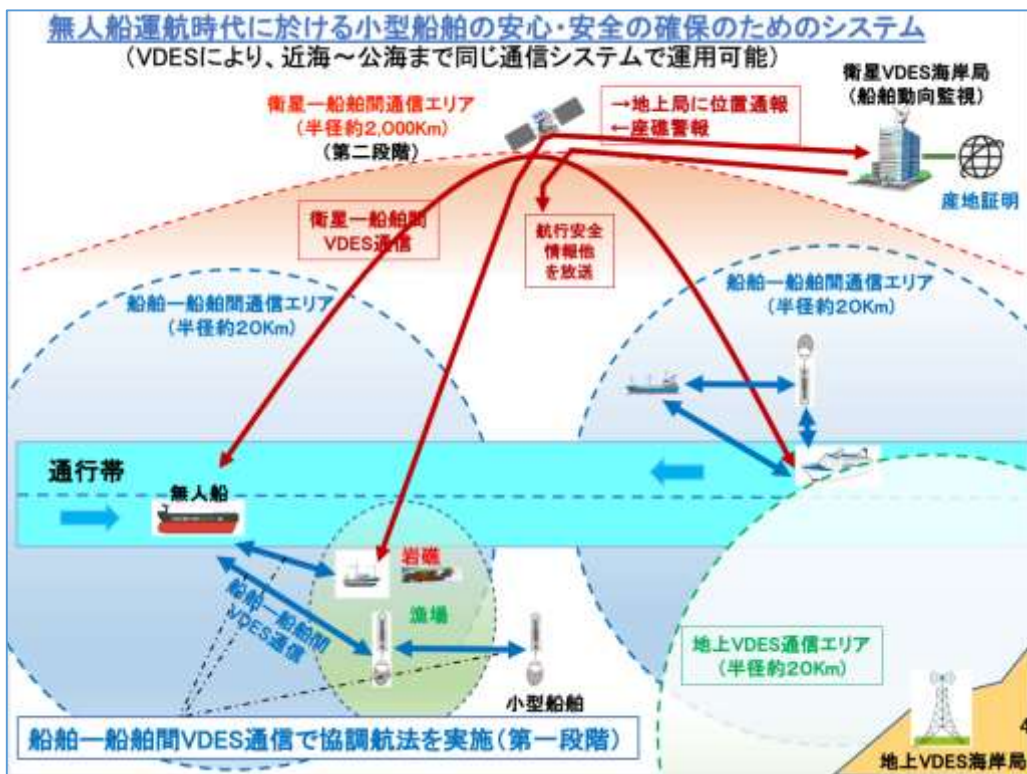 無人船運航時代に於ける小型船舶の安心・安全の確保のためのシステム
(VDESにより、近海～公海まで同じ通信システムで運用可能)
衛星VDES海岸局
(船舶動向監視)
衛星ー船舶間通信エリア
(半径約2,000Km)
(第二段階)
→地上局に位置通報
←座礁警報
産地証明
衛星ー船舶間
VDES通信
航行安全
情報他
を放送
船舶ー船舶間通信エリア
(半径約20Km)
船舶ー船舶間通信エリア
(半径約20Km)
通行帯
無人船
岩礁
漁場
船舶ー船舶間
VDES通信
小型船舶
地上VDES通信エリア
(半径約20Km)
船舶ー船舶間VDES通信で協調航法を実施(第一段階)
地上VDES海岸局
4